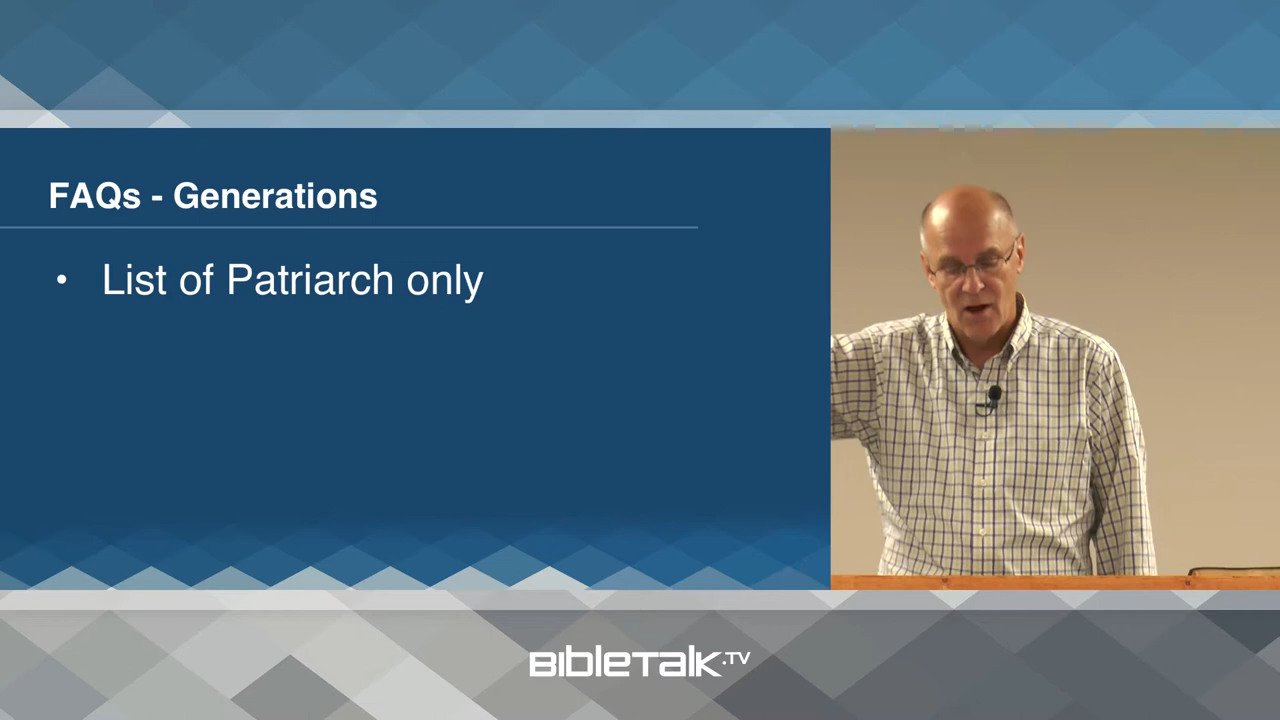 FAQs - Generations
• List of Patriarch only
BIBLETALK.TV